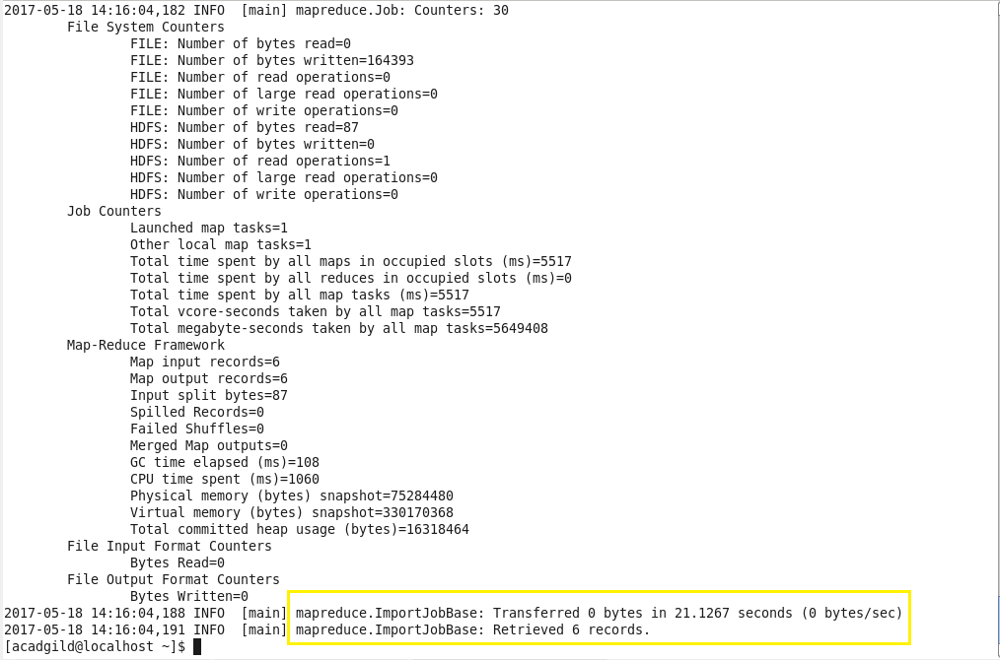 2017-05-18 14:16:04,182 INFO  [main] mapreduce.Job: Counters: 30
        File System Counters
                FILE: Number of bytes read=0
                FILE: Number of bytes written=164393
                FILE: Number of read operations=0
                FILE: Number of large read operations=0
                FILE: Number of write operations=0
                HDFS: Number of bytes read=87
                HDFS: Number of bytes written=0
                HDFS: Number of read operations=1
                HDFS: Number of large read operations=0
                HDFS: Number of write operations=0
        Job Counters
                Launched map tasks=1
                Other local map tasks=1
                Total time spent by all maps in occupied slots (ms)=5517
                Total time spent by all reduces in occupied slots (ms)=0
                Total time spent by all map tasks (ms)=5517
                Total vcore-seconds taken by all map tasks=5517
                Total megabyte-seconds taken by all map tasks=5649408
        Map-Reduce Framework
                Map input records=6
                Map output records=6
                Input split bytes=87
                Spilled Records=0
                Failed Shuffles=0
                Merged Map outputs=0
                GC time elapsed (ms)=108
                CPU time spent (ms)=1060
                Physical memory (bytes) snapshot=75284480
                Virtual memory (bytes) snapshot=330170368
                Total committed heap usage (bytes)=16318464
        File Input Format Counters
                Bytes Read=0
        File Output Format Counters
                Bytes Written=0
2017-05-18 14:16:04,188 INFO  [main] mapreduce.ImportJobBase: Transferred 0 bytes in 21.1267 seconds (0 bytes/sec)
2017-05-18 14:16:04,191 INFO  [main] mapreduce.ImportJobBase: Retrieved 6 records.
[acadgild@localhost ~]$